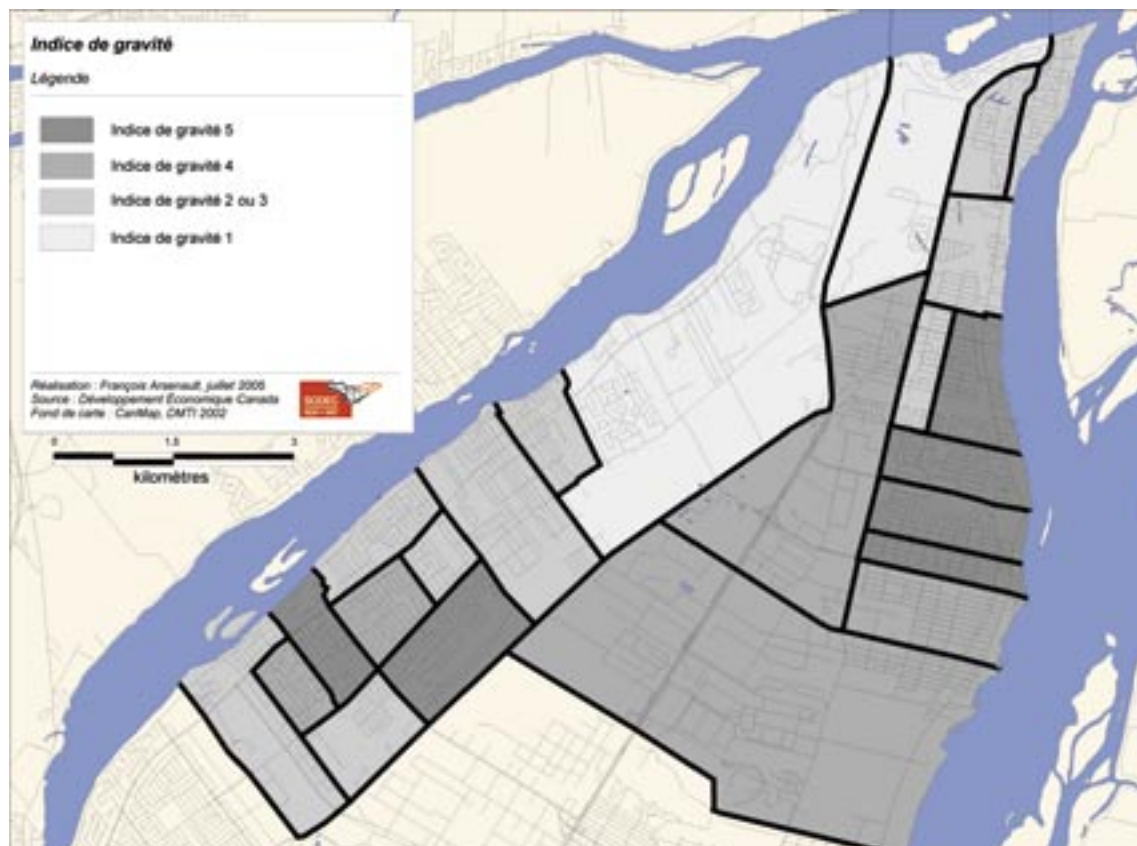 Indice de gravité
Légende
Indice de gravité 5
Indice de gravité 4
Indice de gravité 2 ou 3
Indice de gravité 1
Réalisation : François Arsenault, juillet 2005
Source : Développement Économique Canada
Fond de carte : CanMap, DMTI 2002
SODEC
0 1.5 3
kilomètres